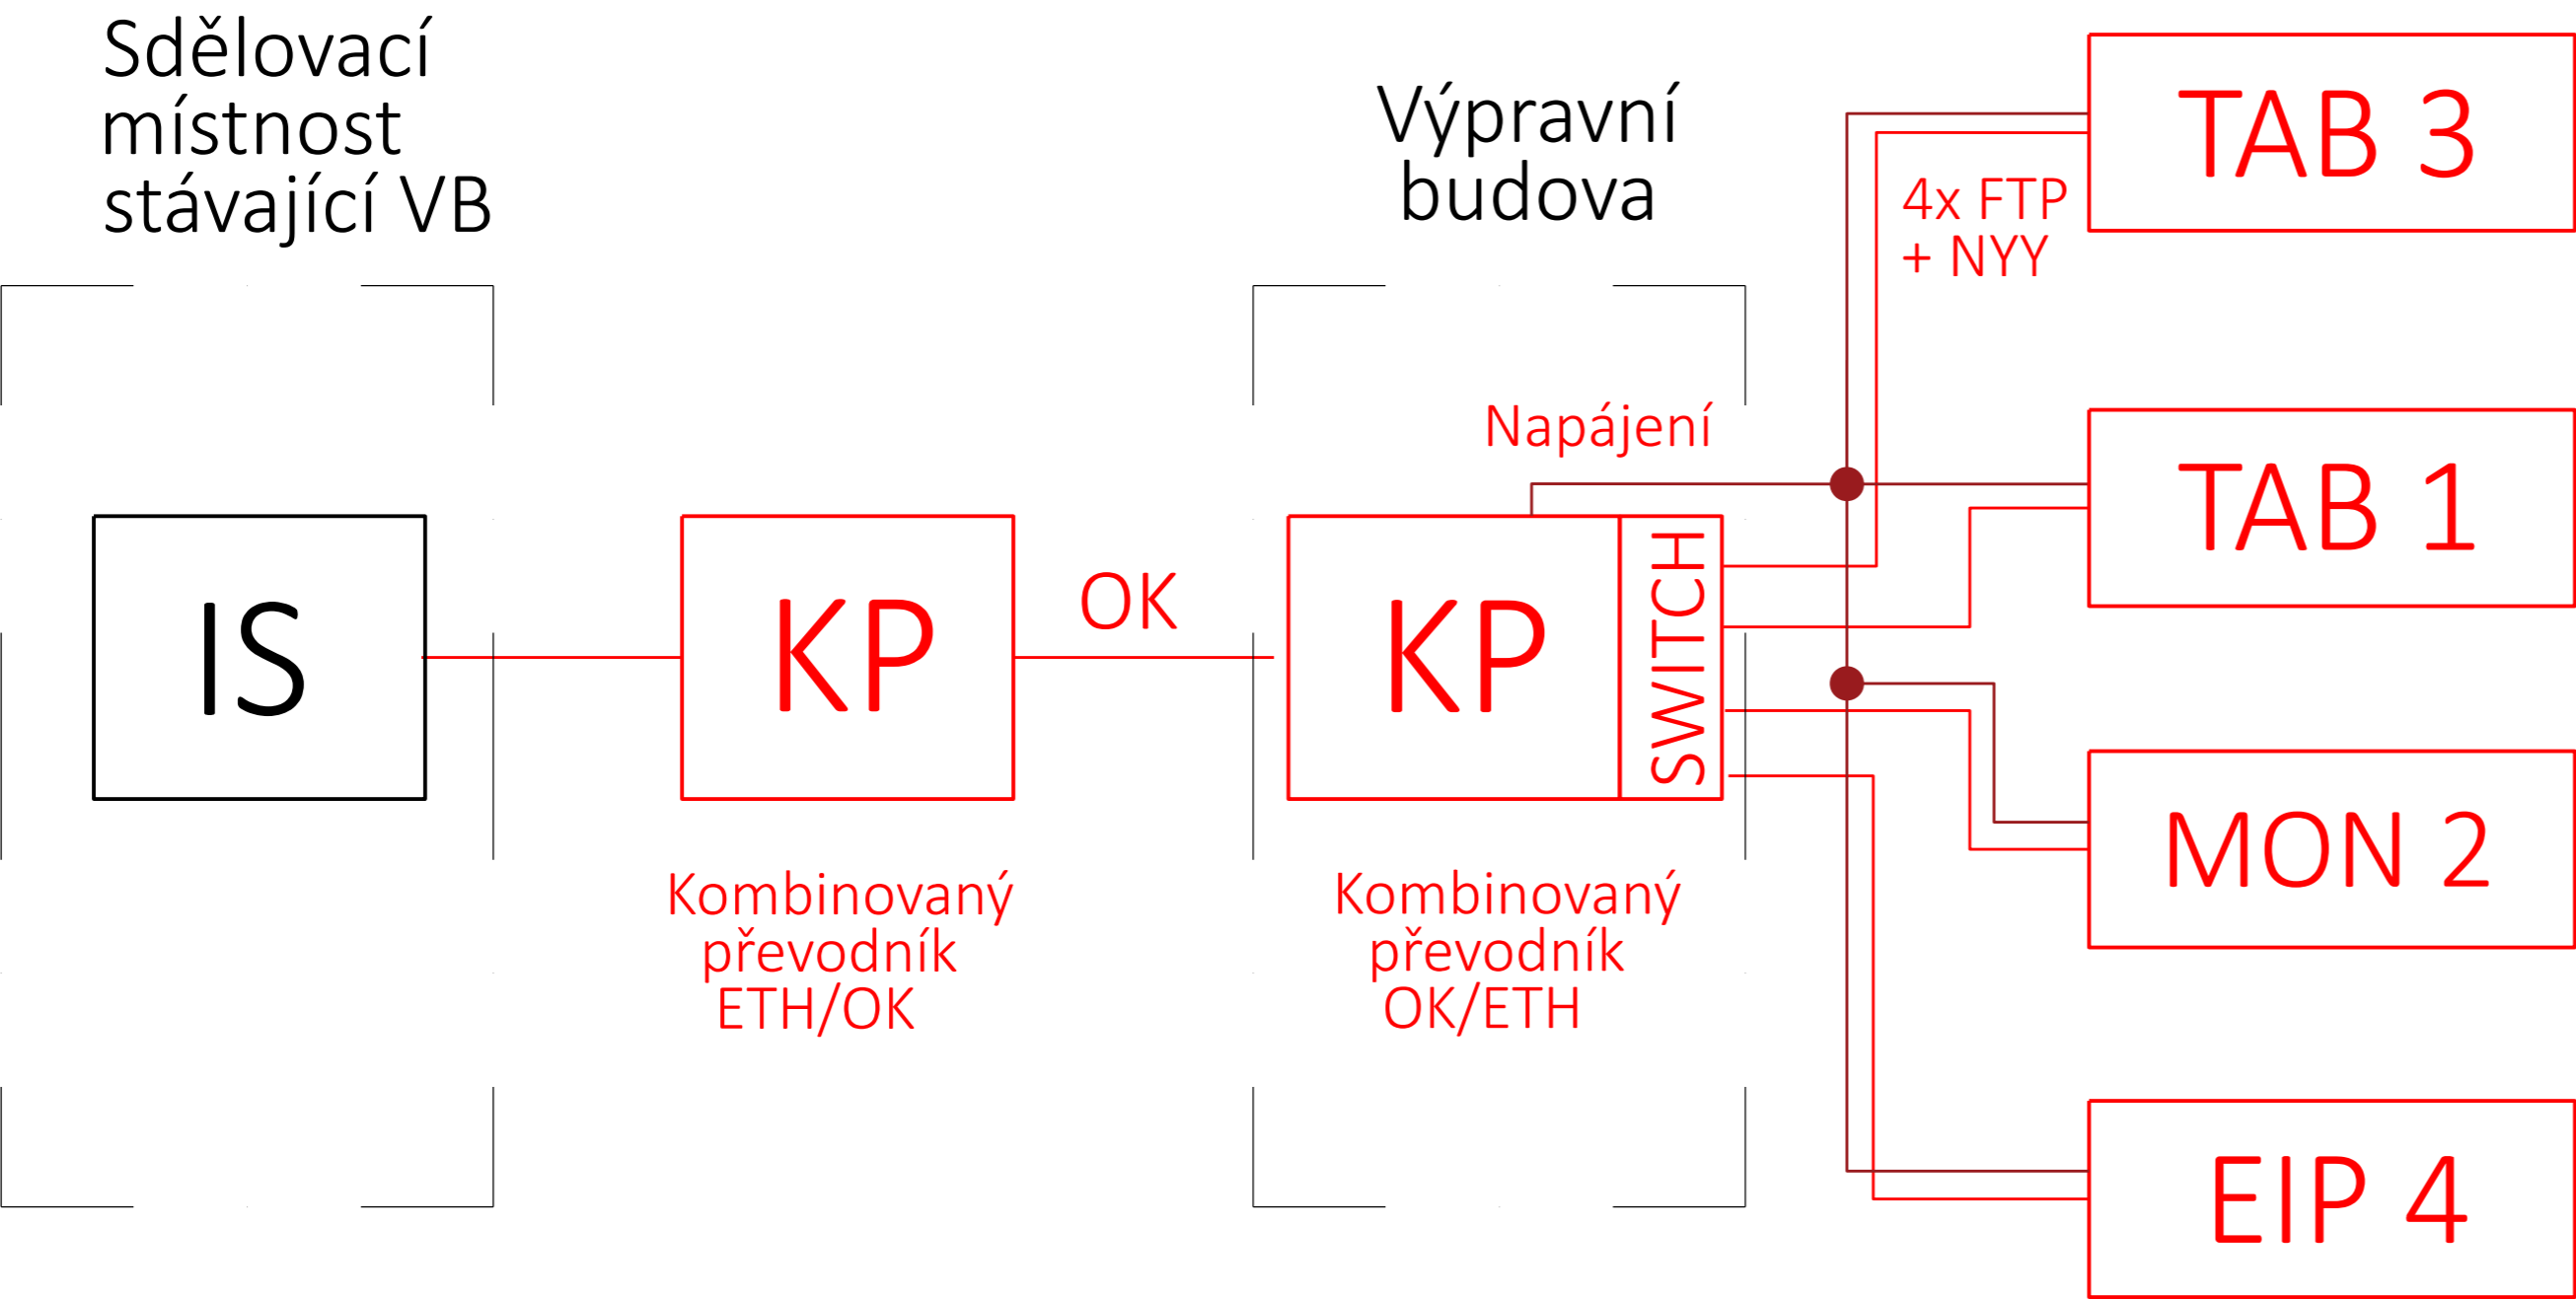 Sdělovací
místnost
stávající VB
Výpravní
budova
TAB 3
4x FTP
+ NYY
Napájení
TAB 1
IS
KP
OK
KP
SWITCH
MON 2
Kombinovaný
převodník
ETH/OK
Kombinovaný
převodník
OK/ETH
EIP 4